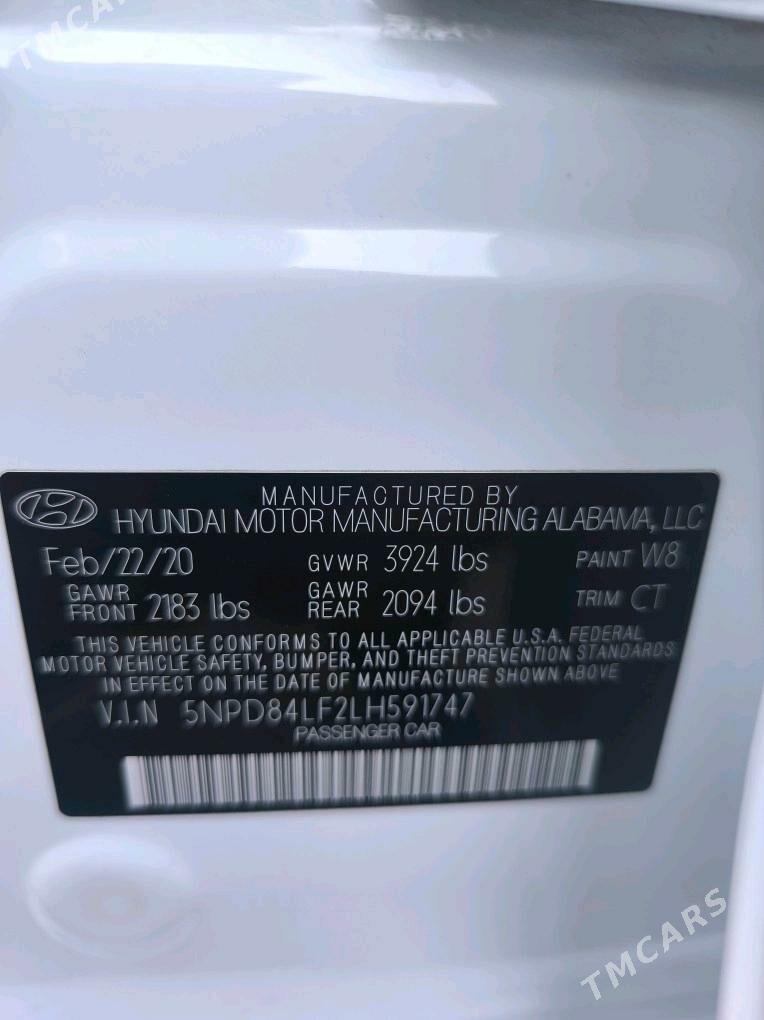 TMCARS
MANUFACTURED BY
HYUNDAI MOTOR MANUFACTURING ALABAMA, LLC
Feb/22/20 GVWR 3924 lbs PAINT W8
GAWR FRONT 2183 lbs GAWR REAR 2094 lbs TRIM CT
THIS VEHICLE CONFORMS TO ALL APPLICABLE U.S.A. FEDERAL
MOTOR VEHICLE SAFETY, BUMPER, AND THEFT PREVENTION STANDARDS
IN EFFECT ON THE DATE OF MANUFACTURE SHOWN ABOVE
V.I.N 5NPD84LF2LH591747
PASSENGER CAR
TMCARS